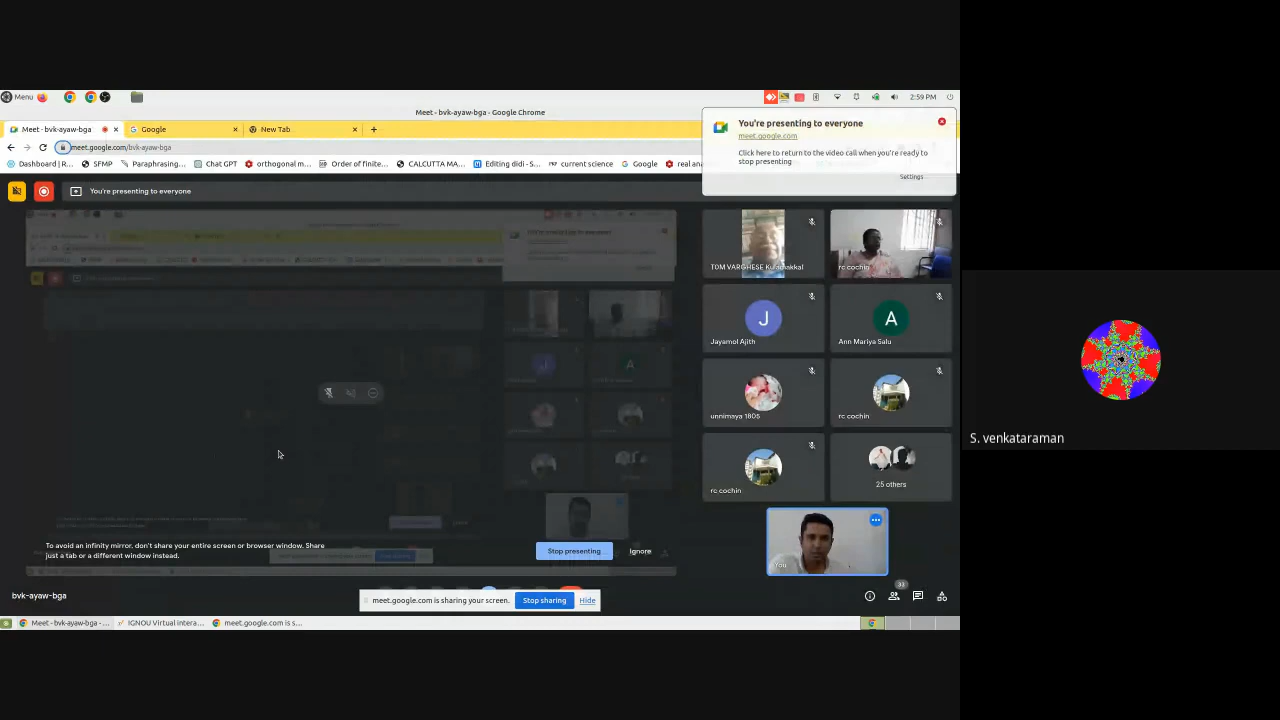 Menu
2:59 PM
Meet - bvk-ayaw-bga - Google Chrome
Meet - bvk-ayaw-bga
Google
New Tab
You're presenting to everyone
meet.google.com
Click here to return to the video call when you're ready to
stop presenting
Settings
meet.google.com/bvk-ayaw-bga
Dashboard | R...
SFMP
Paraphrasing...
Chat GPT
orthogonal m...
Order of finite...
CALCUTTA MA...
Editing didi - S...
current science
Google
real ana
You're presenting to everyone
TOM VARGHESE
rc cochin
J
Jayamol Ajith
A
Ann Mariya Salu
unnimaya 1805
rc cochin
rc cochin
25 others
To avoid an infinity mirror, don't share your entire screen or browser window. Share
just a tab or a different window instead.
Stop presenting
Ignore
You
bvk-ayaw-bga
33
meet.google.com is sharing your screen.
Stop sharing
Hide
Meet - bvk-ayaw-bga - ...
IGNOU Virtual intera...
meet.google.com is s...
S. venkataraman